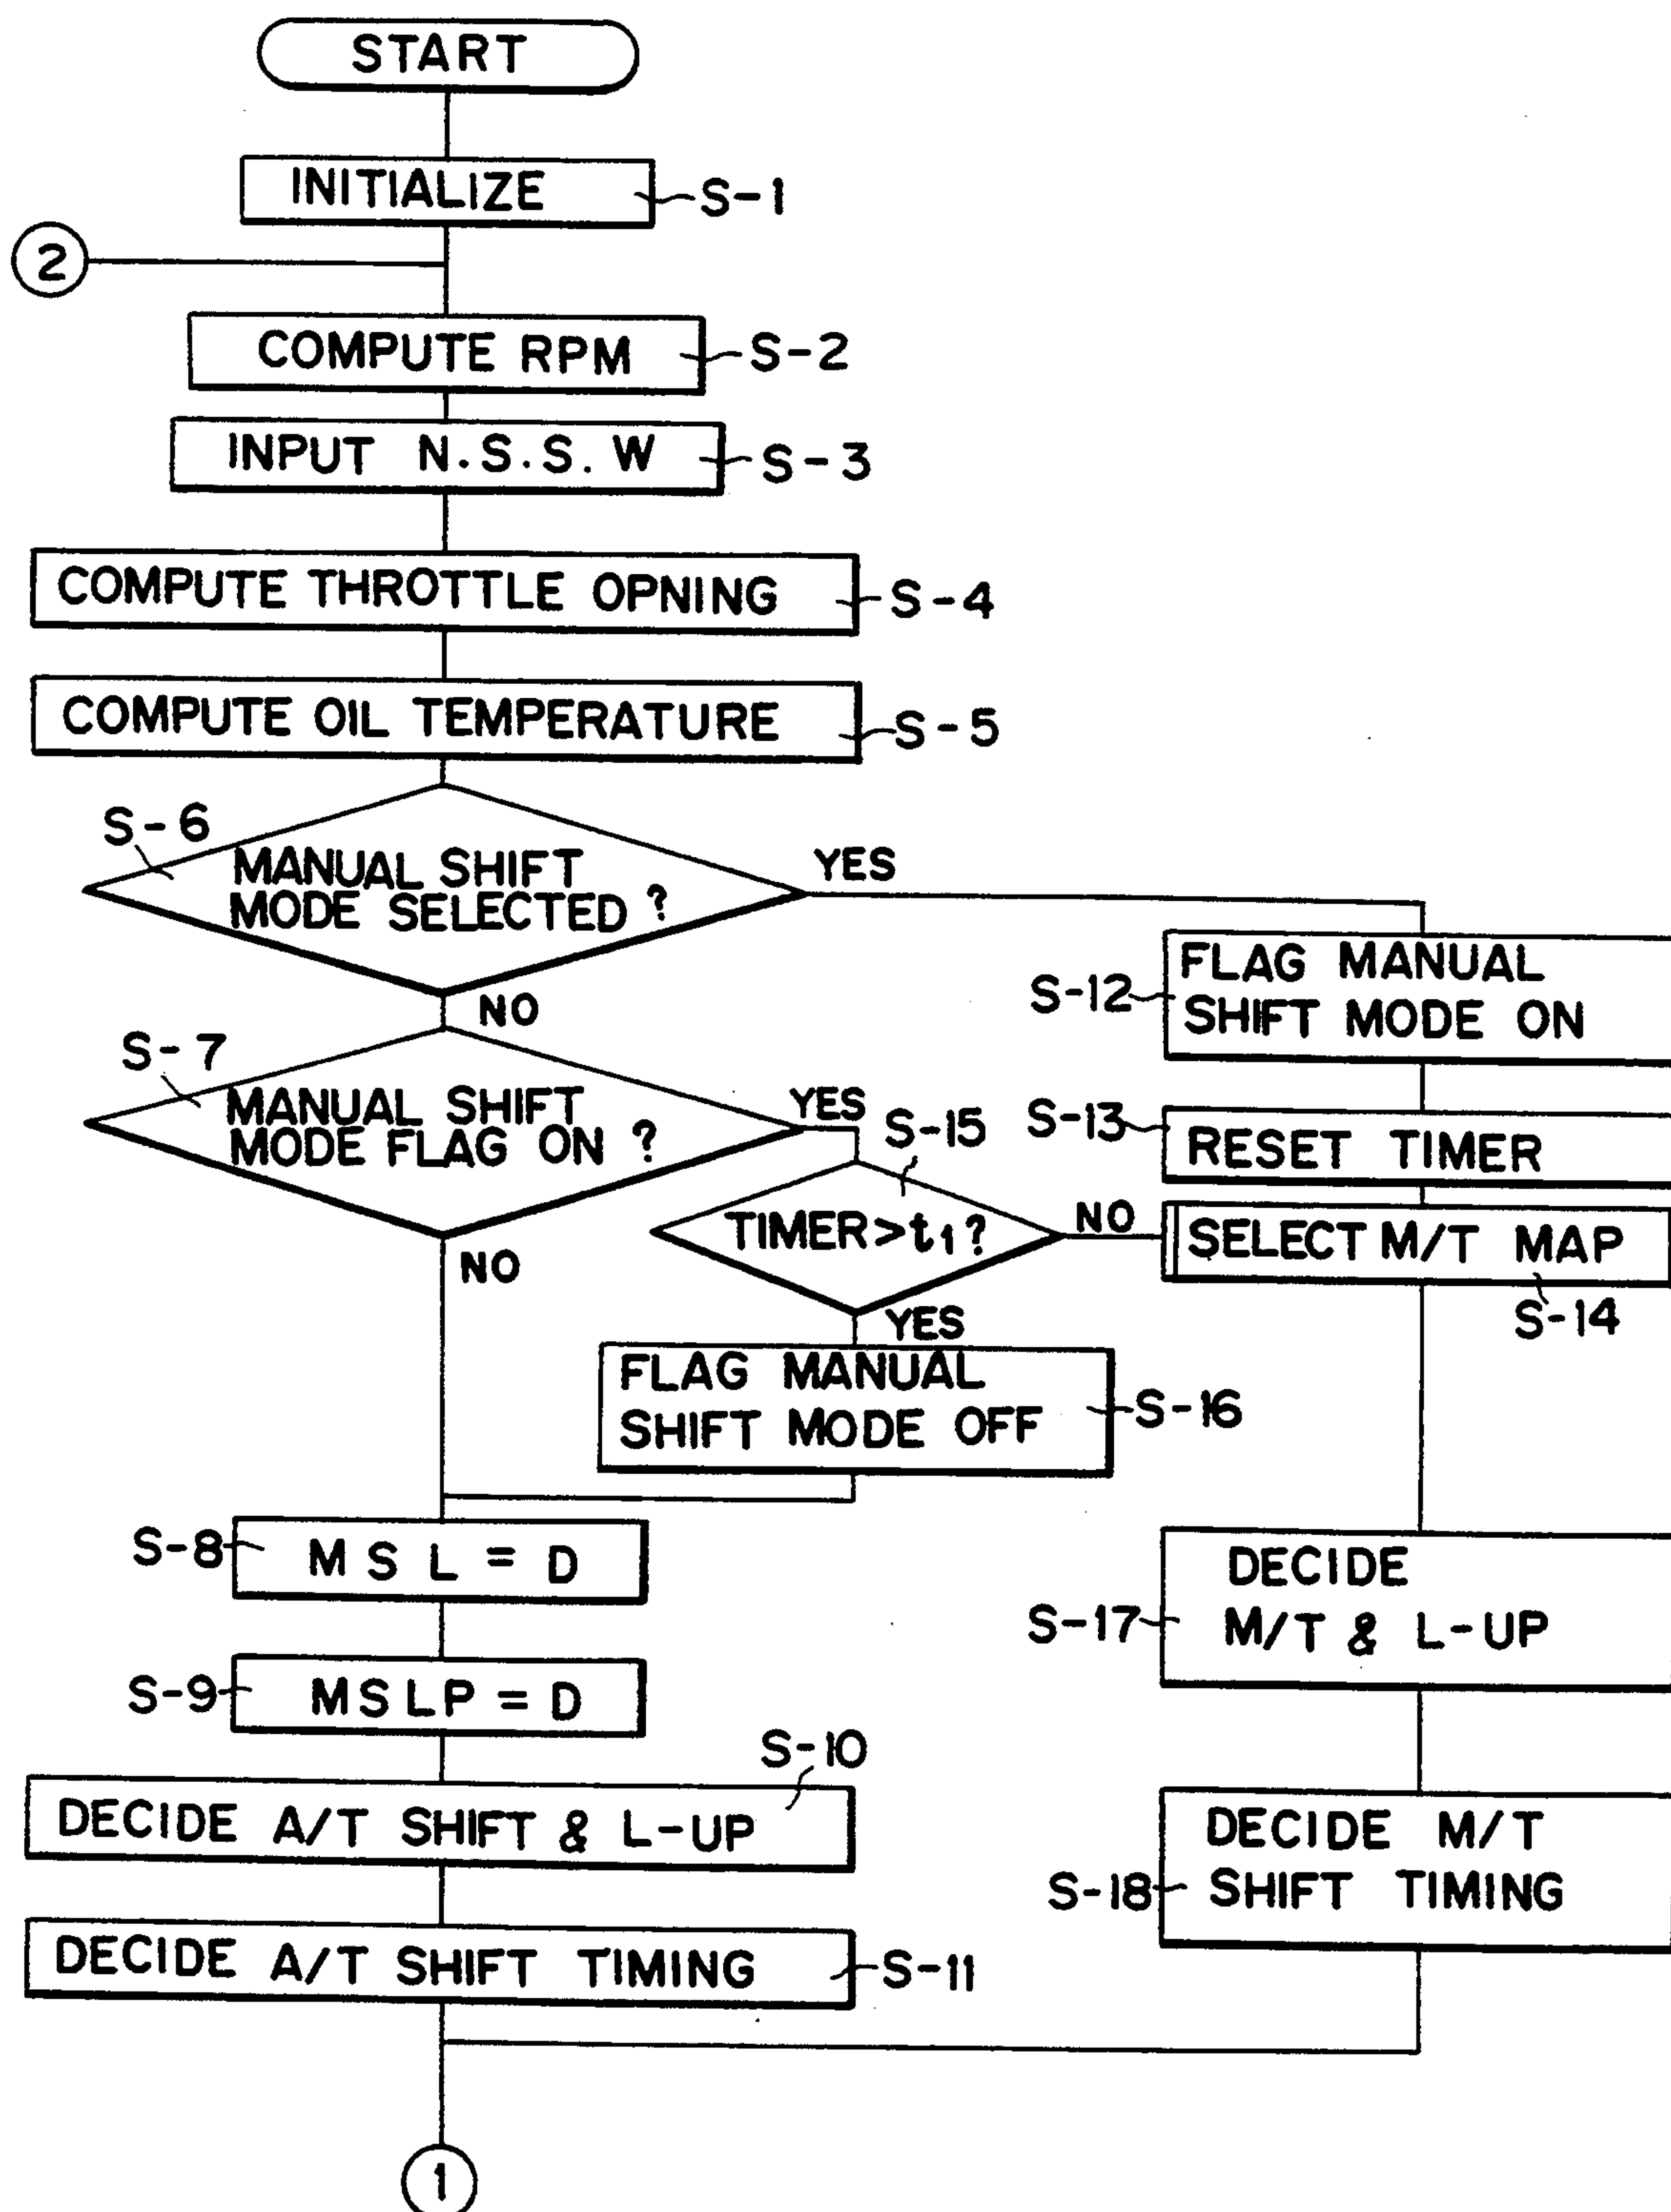 START
INITIALIZE
S-1
2
COMPUTE RPM
S-2
INPUT N.S.S.W
S-3
COMPUTE THROTTLE OPNING
S-4
COMPUTE OIL TEMPERATURE
S-5
S-6
MANUAL SHIFT
MODE SELECTED ?
YES
NO
S-7
MANUAL SHIFT
MODE FLAG ON ?
YES
NO
S-15
TIMER>t1?
NO
YES
FLAG MANUAL
SHIFT MODE OFF
S-16
S-12
FLAG MANUAL
SHIFT MODE ON
S-13
RESET TIMER
SELECT M/T MAP
S-14
S-8
MSL = D
S-9
MSLP = D
S-10
DECIDE A/T SHIFT & L-UP
DECIDE A/T SHIFT TIMING
S-11
S-17
DECIDE
M/T & L-UP
S-18
DECIDE M/T
SHIFT TIMING
1